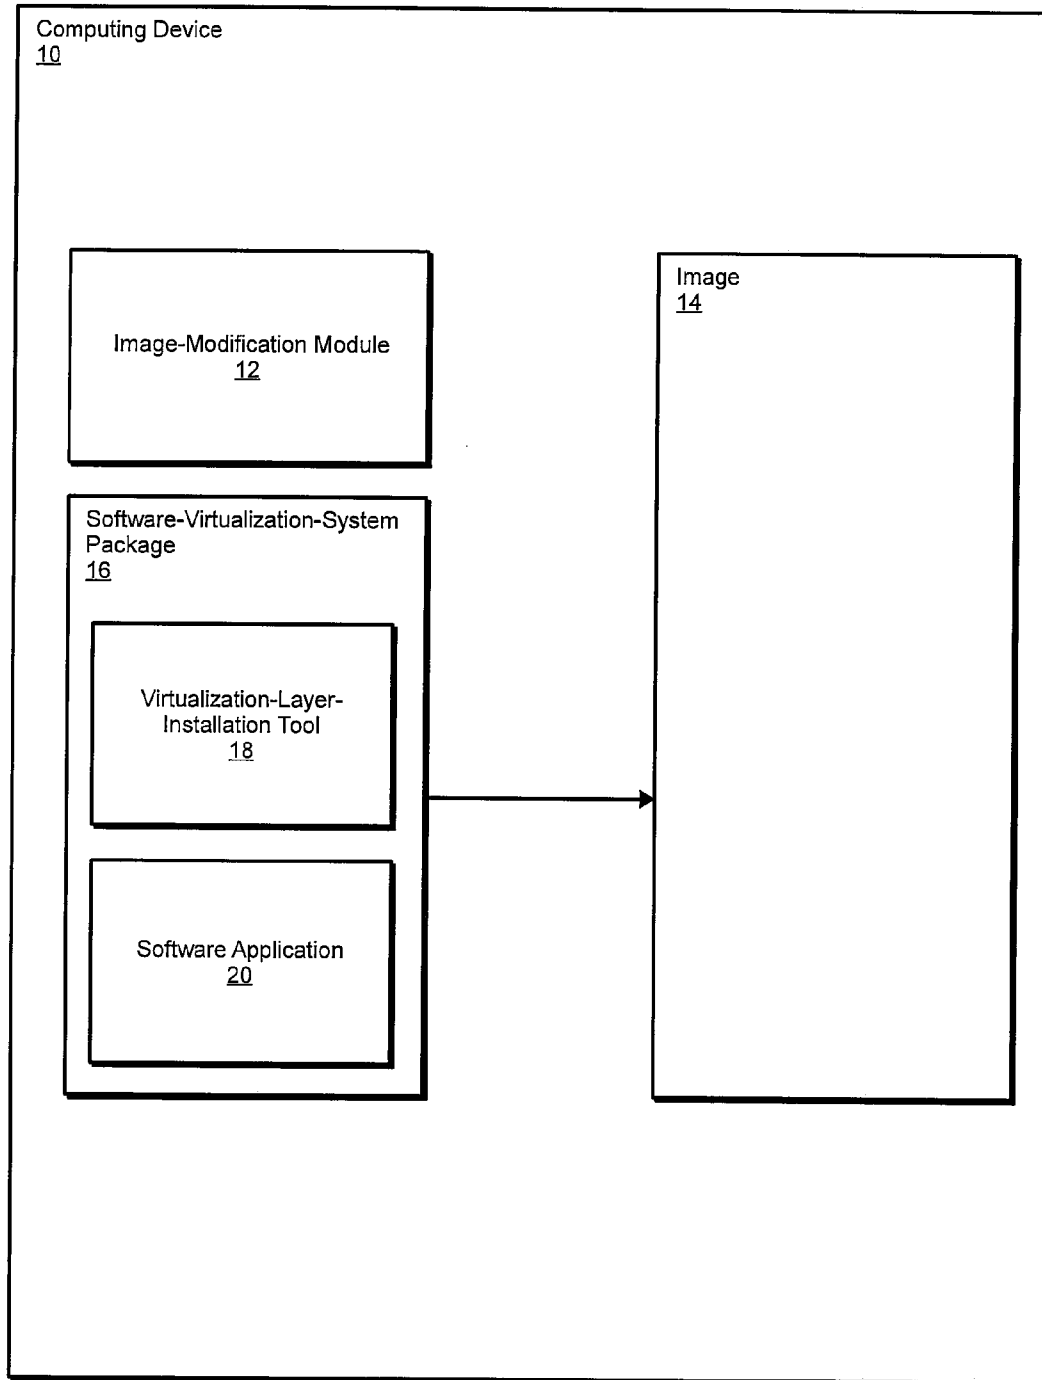 Computing Device
10
Image-Modification Module
12
Software-Virtualization-System
Package
16
Virtualization-Layer-
Installation Tool
18
Software Application
20
Image
14